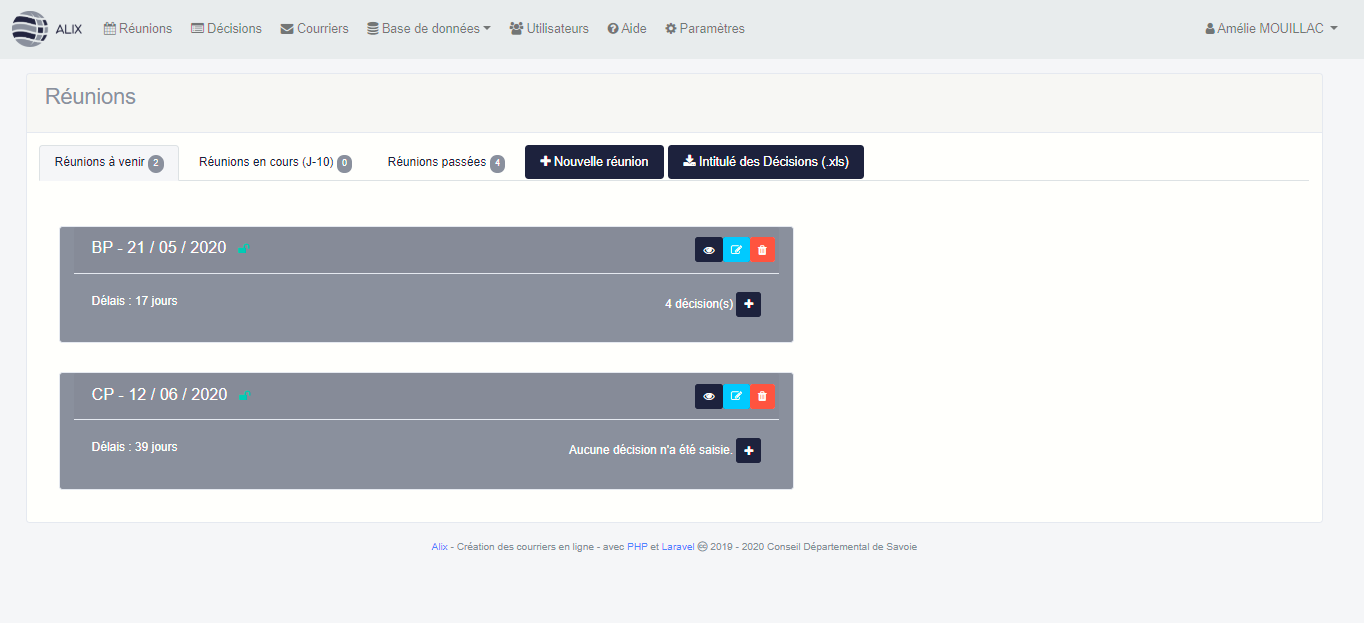 ALIX Réunions Décisions Courriers Base de données Utilisateurs Aide Paramètres Amélie MOUILLAC
Réunions
Réunions à venir 2 Réunions en cours (J-10) 0 Réunions passées 4 Nouvelle réunion Intitulé des Décisions (.xls)
BP - 21 / 05 / 2020
Délais : 17 jours 4 décision(s)
CP - 12 / 06 / 2020
Délais : 39 jours Aucune décision n'a été saisie.
Alix - Création des courriers en ligne - avec PHP et Laravel 2019 - 2020 Conseil Départemental de Savoie